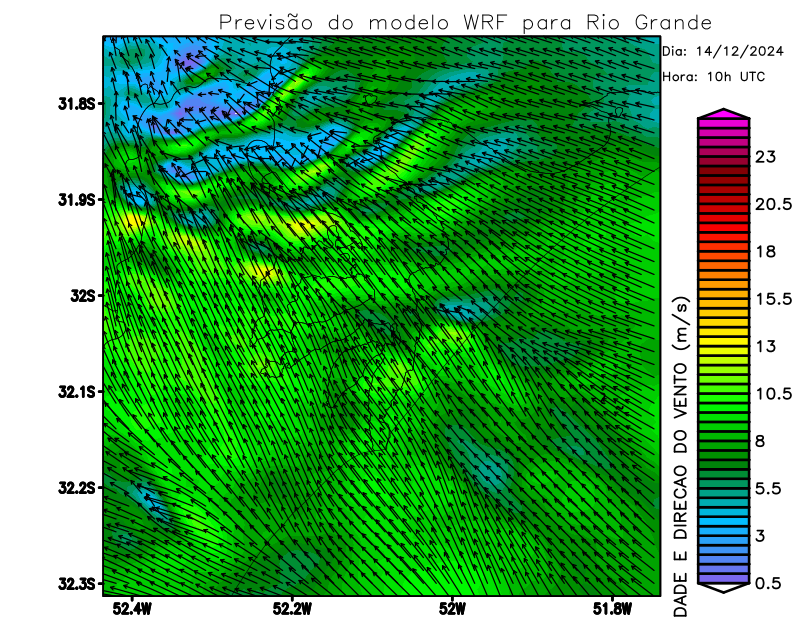 Previsão do modelo WRF para Rio Grande
Dia: 14/12/2024
Hora: 10h UTC
31.8S
31.9S
32S
32.1S
32.2S
32.3S
52.4W
52.2W
52W
51.8W
DADE E DIRECAO DO VENTO (m/s)
23
20.5
18
15.5
13
10.5
8
5.5
3
0.5